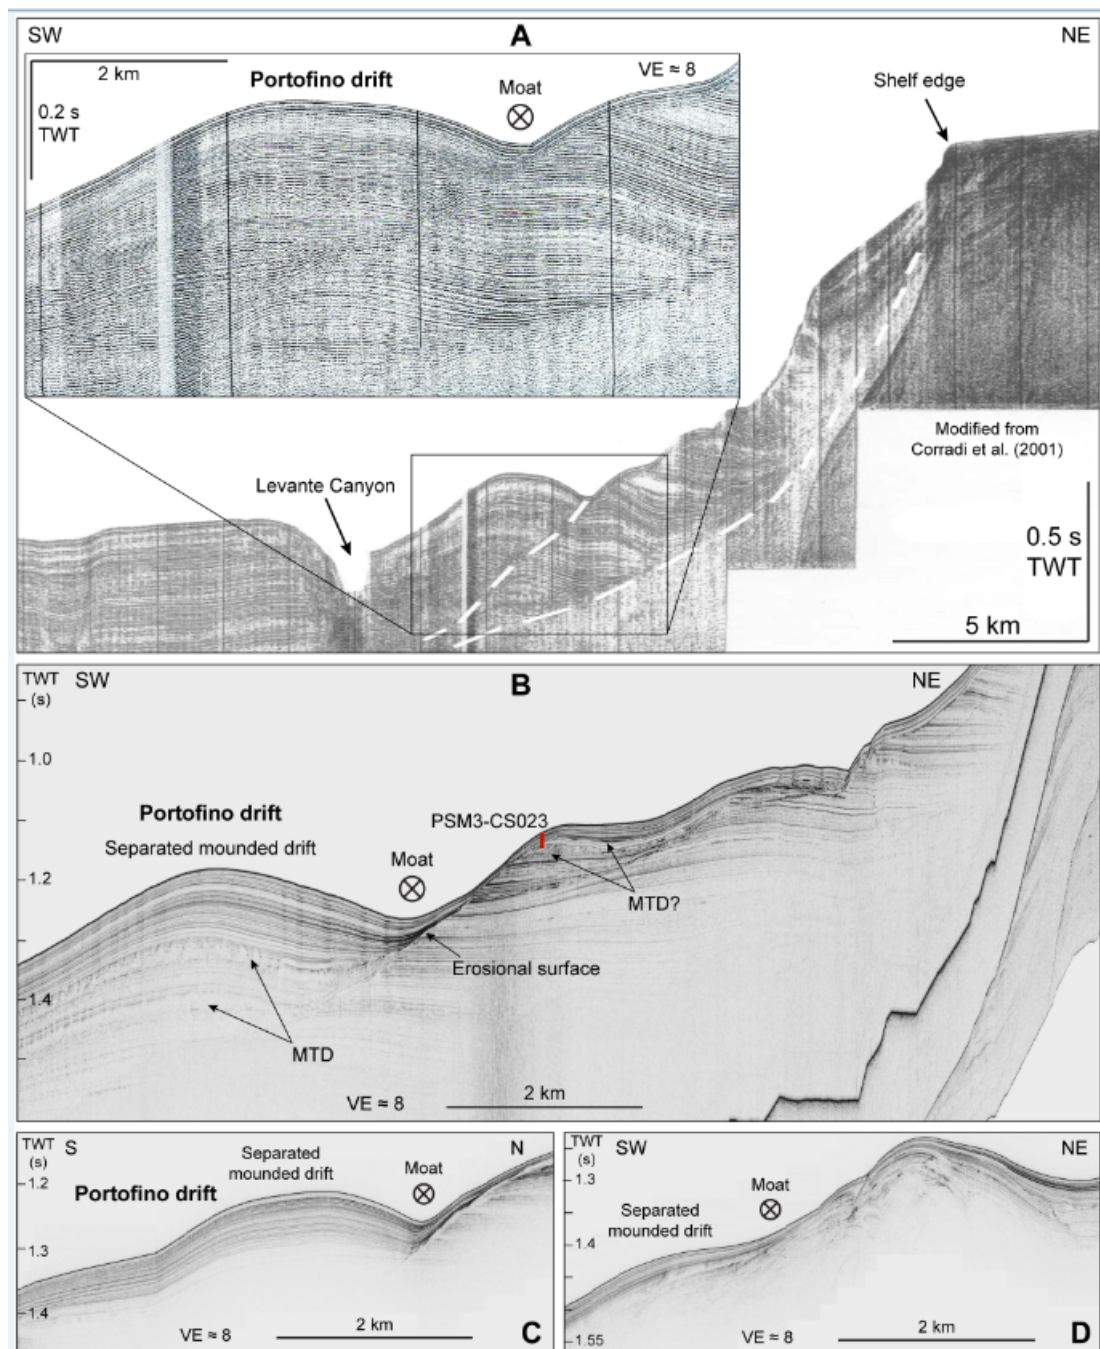 SW
A
NE
2 km
Portofino drift
VE ≈ 8
Moat
0.2 s
TWT
Shelf edge
Modified from
Corradi et al. (2001)
Levante Canyon
0.5 s
TWT
5 km
TWT
(s)
SW
B
NE
1.0
Portofino drift
Separated mounded drift
PSM3-CS023
Moat
1.2
MTD?
Erosional surface
1.4
MTD
2 km
VE ≈ 8
TWT
(s)
S
N
Separated
mounded drift
Moat
1.2
Portofino drift
1.3
1.4
2 km
VE ≈ 8
C
TWT
(s)
SW
NE
1.3
Moat
Separated
mounded drift
1.4
2 km
VE ≈ 8
D
1.55